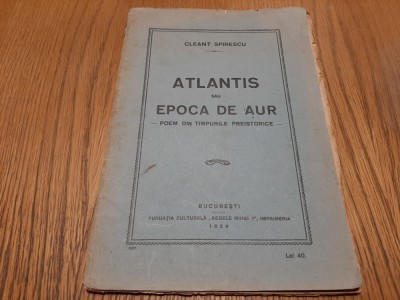 CLEANT SPIRESCU
ATLANTIS
SAU
EPOCA DE AUR
— POEM DIN TIMPURILE PREISTORICE —
BUCUREȘTI
FUNDAȚIA CULTURALĂ „REGELE MIHAI I”, IMPRIMERIA
1929
Lei 40.